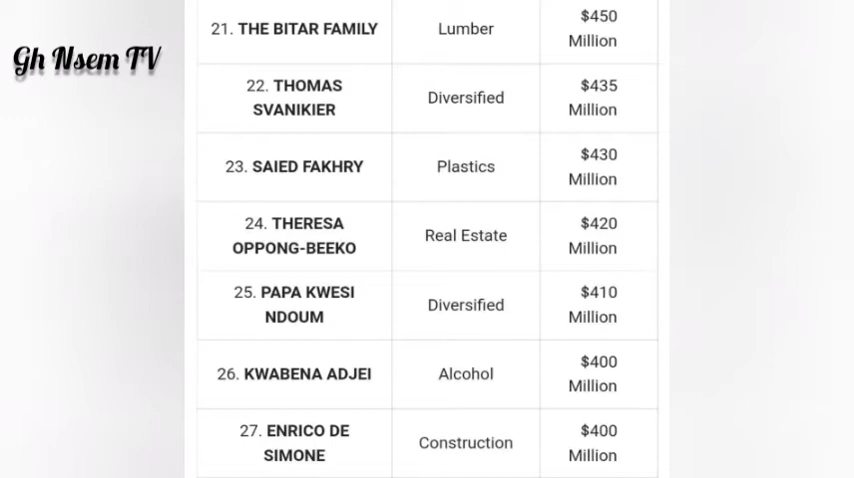 Gh Nsem TV
21. THE BITAR FAMILY
Lumber
$450
Million
22. THOMAS
SVANIKIER
Diversified
$435
Million
23. SAIED FAKHRY
Plastics
$430
Million
24. THERESA
OPPONG-BEEKO
Real Estate
$420
Million
25. PAPA KWESI
NDOUM
Diversified
$410
Million
26. KWABENA ADJEI
Alcohol
$400
Million
27. ENRICO DE
SIMONE
Construction
$400
Million